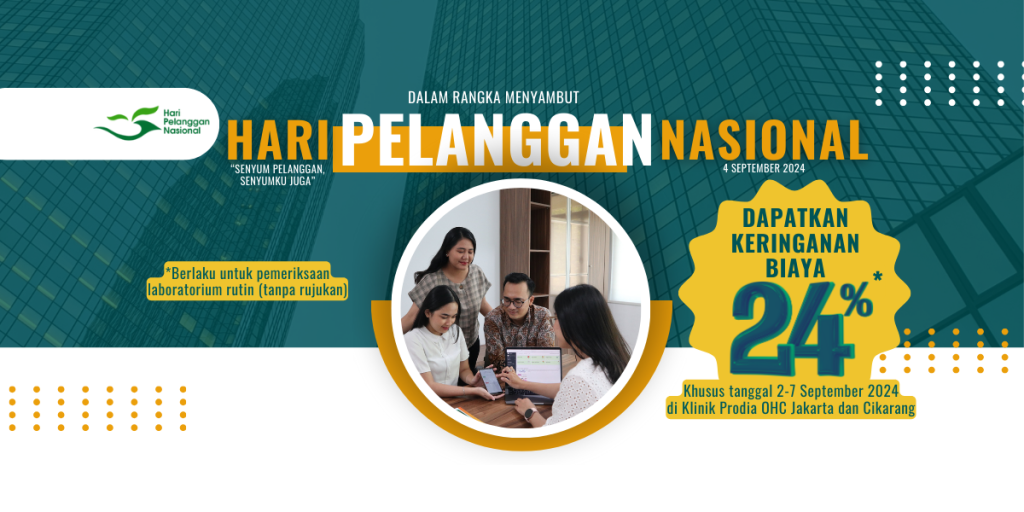 DALAM RANGKA MENYAMBUT
Hari
Pelanggan
Nasional
HARI PELANGGAN NASIONAL
"SENYUM PELANGGAN,
SENYUMKU JUGA"
4 SEPTEMBER 2024
DAPATKAN
KERINGANAN
BIAYA
24%*
*Berlaku untuk pemeriksaan
laboratorium rutin (tanpa rujukan)
Khusus tanggal 2-7 September 2024
di Klinik Prodia OHC Jakarta dan Cikarang